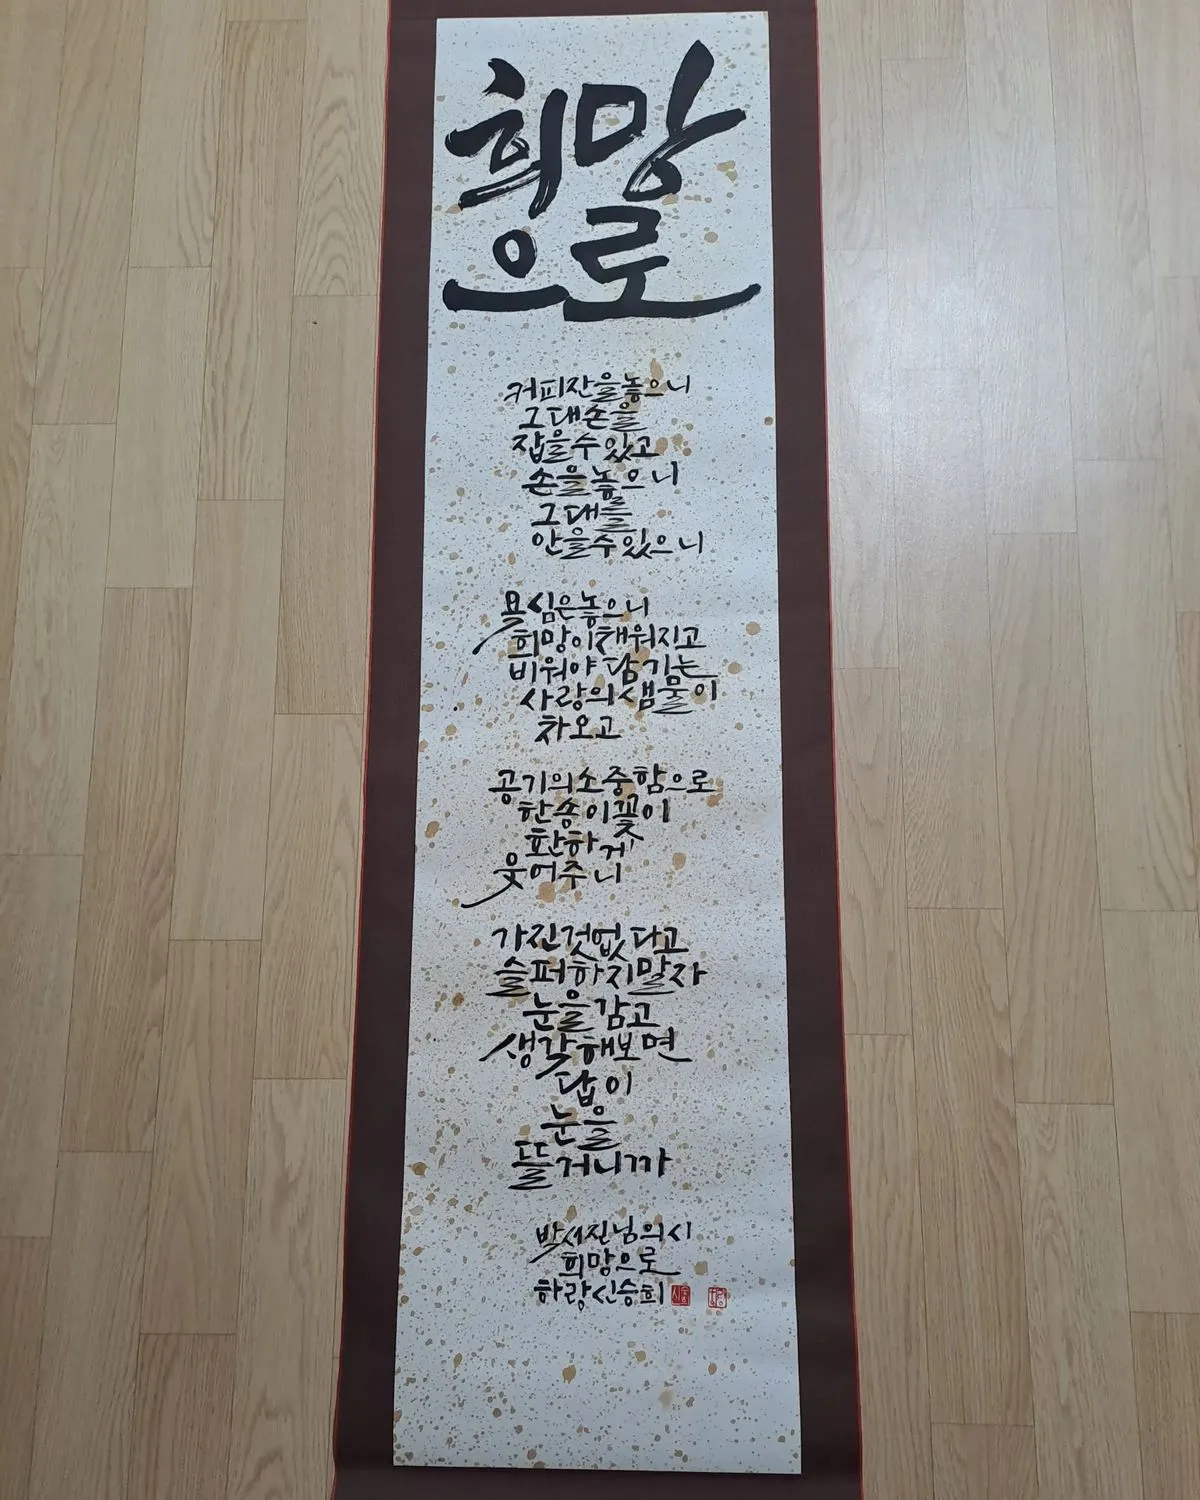 희망
으로
커피잔을놓으니
그대손을
잡을수있고
손을놓으니
그대를
안을수있으니
욕심은놓으니
희망이채워지고
비워야담기는
사랑의샘물이
차오고
공기의소중함으로
한송이꽃이
환하게
웃어주니
가진것없다고
슬퍼하지말자
눈을감고
생각해보면
답이
눈을
뜰거니까
박서진님의시
희망으로
하랑신승희